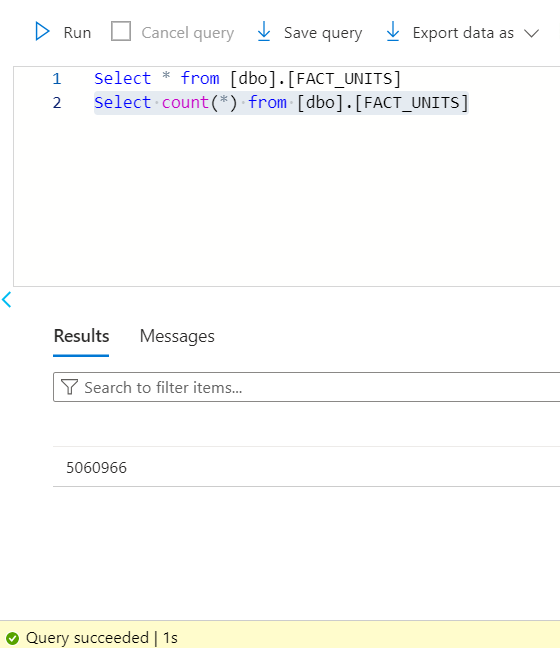 Run Cancel query Save query Export data as
1 Select * from [dbo].[FACT_UNITS]
2 Select count(*) from [dbo].[FACT_UNITS]
Results Messages
Search to filter items...
5060966
Query succeeded | 1s